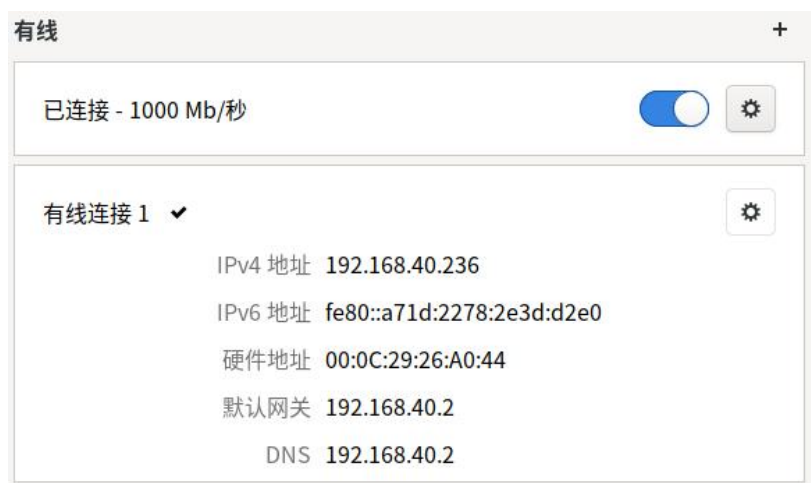 有线 +
已连接 - 1000 Mb/秒
有线连接 1 ✔
IPv4 地址 192.168.40.236
IPv6 地址 fe80::a71d:2278:2e3d:d2e0
硬件地址 00:0C:29:26:A0:44
默认网关 192.168.40.2
DNS 192.168.40.2